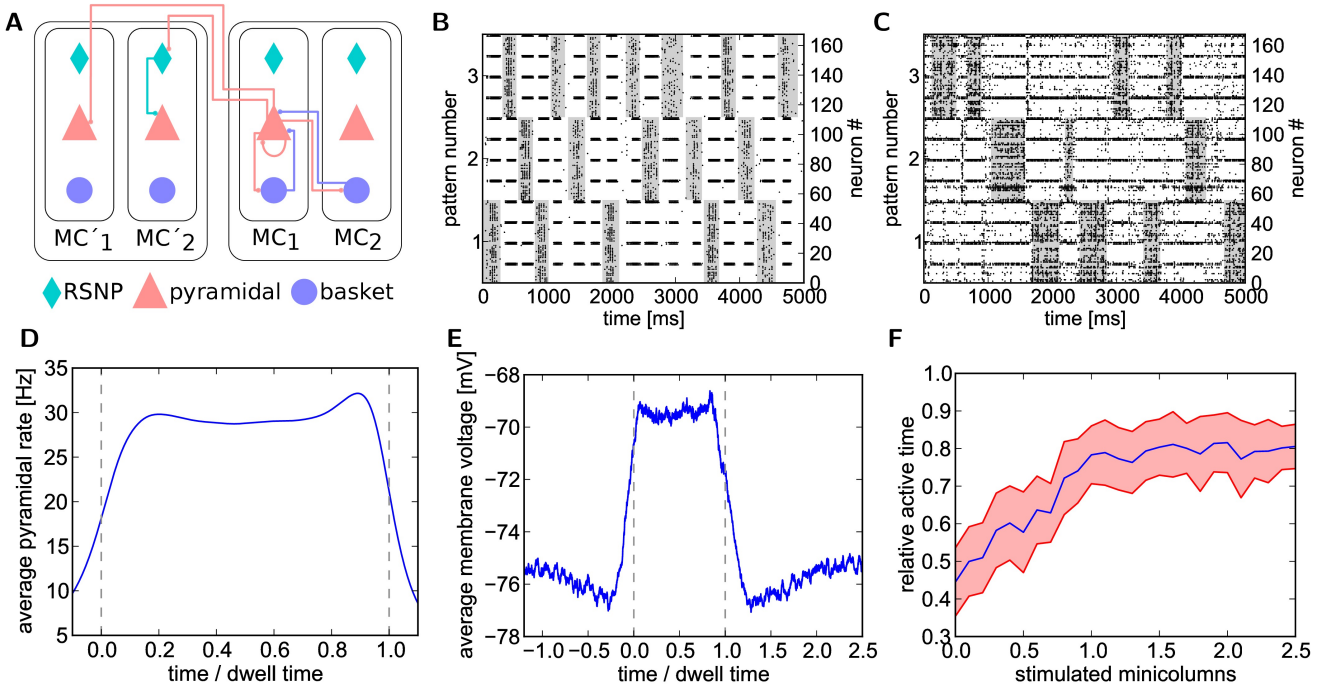 A
MC´1 MC´2 MC1 MC2
RSNP pyramidal basket
B
pattern number
3
2
1
160
140
120
100
80
60
40
20
0
neuron #
0 1000 2000 3000 4000 5000
time [ms]
C
pattern number
3
2
1
160
140
120
100
80
60
40
20
0
neuron #
0 1000 2000 3000 4000 5000
time [ms]
D
average pyramidal rate [Hz]
35
30
25
20
15
10
5
0.0 0.2 0.4 0.6 0.8 1.0
time / dwell time
E
average membrane voltage [mV]
−68
−70
−72
−74
−76
−78
−1.0 −0.5 0.0 0.5 1.0 1.5 2.0 2.5
time / dwell time
F
relative active time
1.0
0.9
0.8
0.7
0.6
0.5
0.4
0.3
0.0 0.5 1.0 1.5 2.0 2.5
stimulated minicolumns